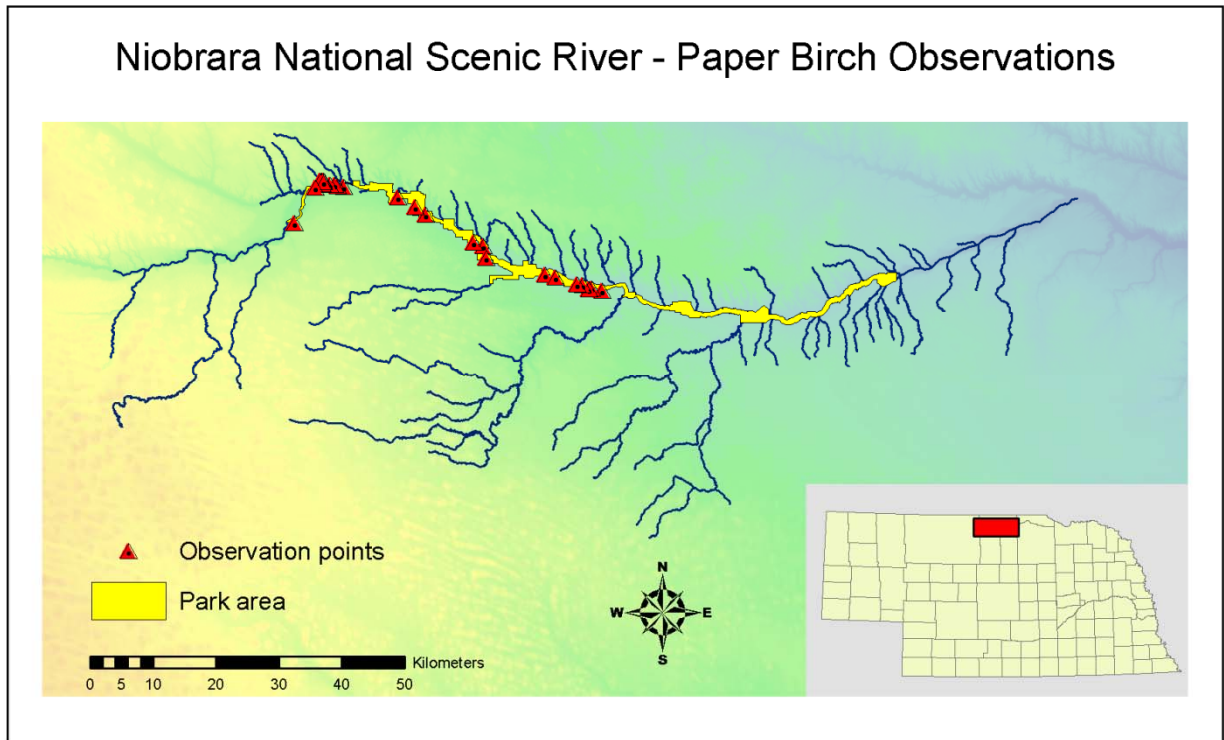 Niobrara National Scenic River - Paper Birch Observations
Observation points
Park area
Kilometers
0 5 10 20 30 40 50
N
W E
S